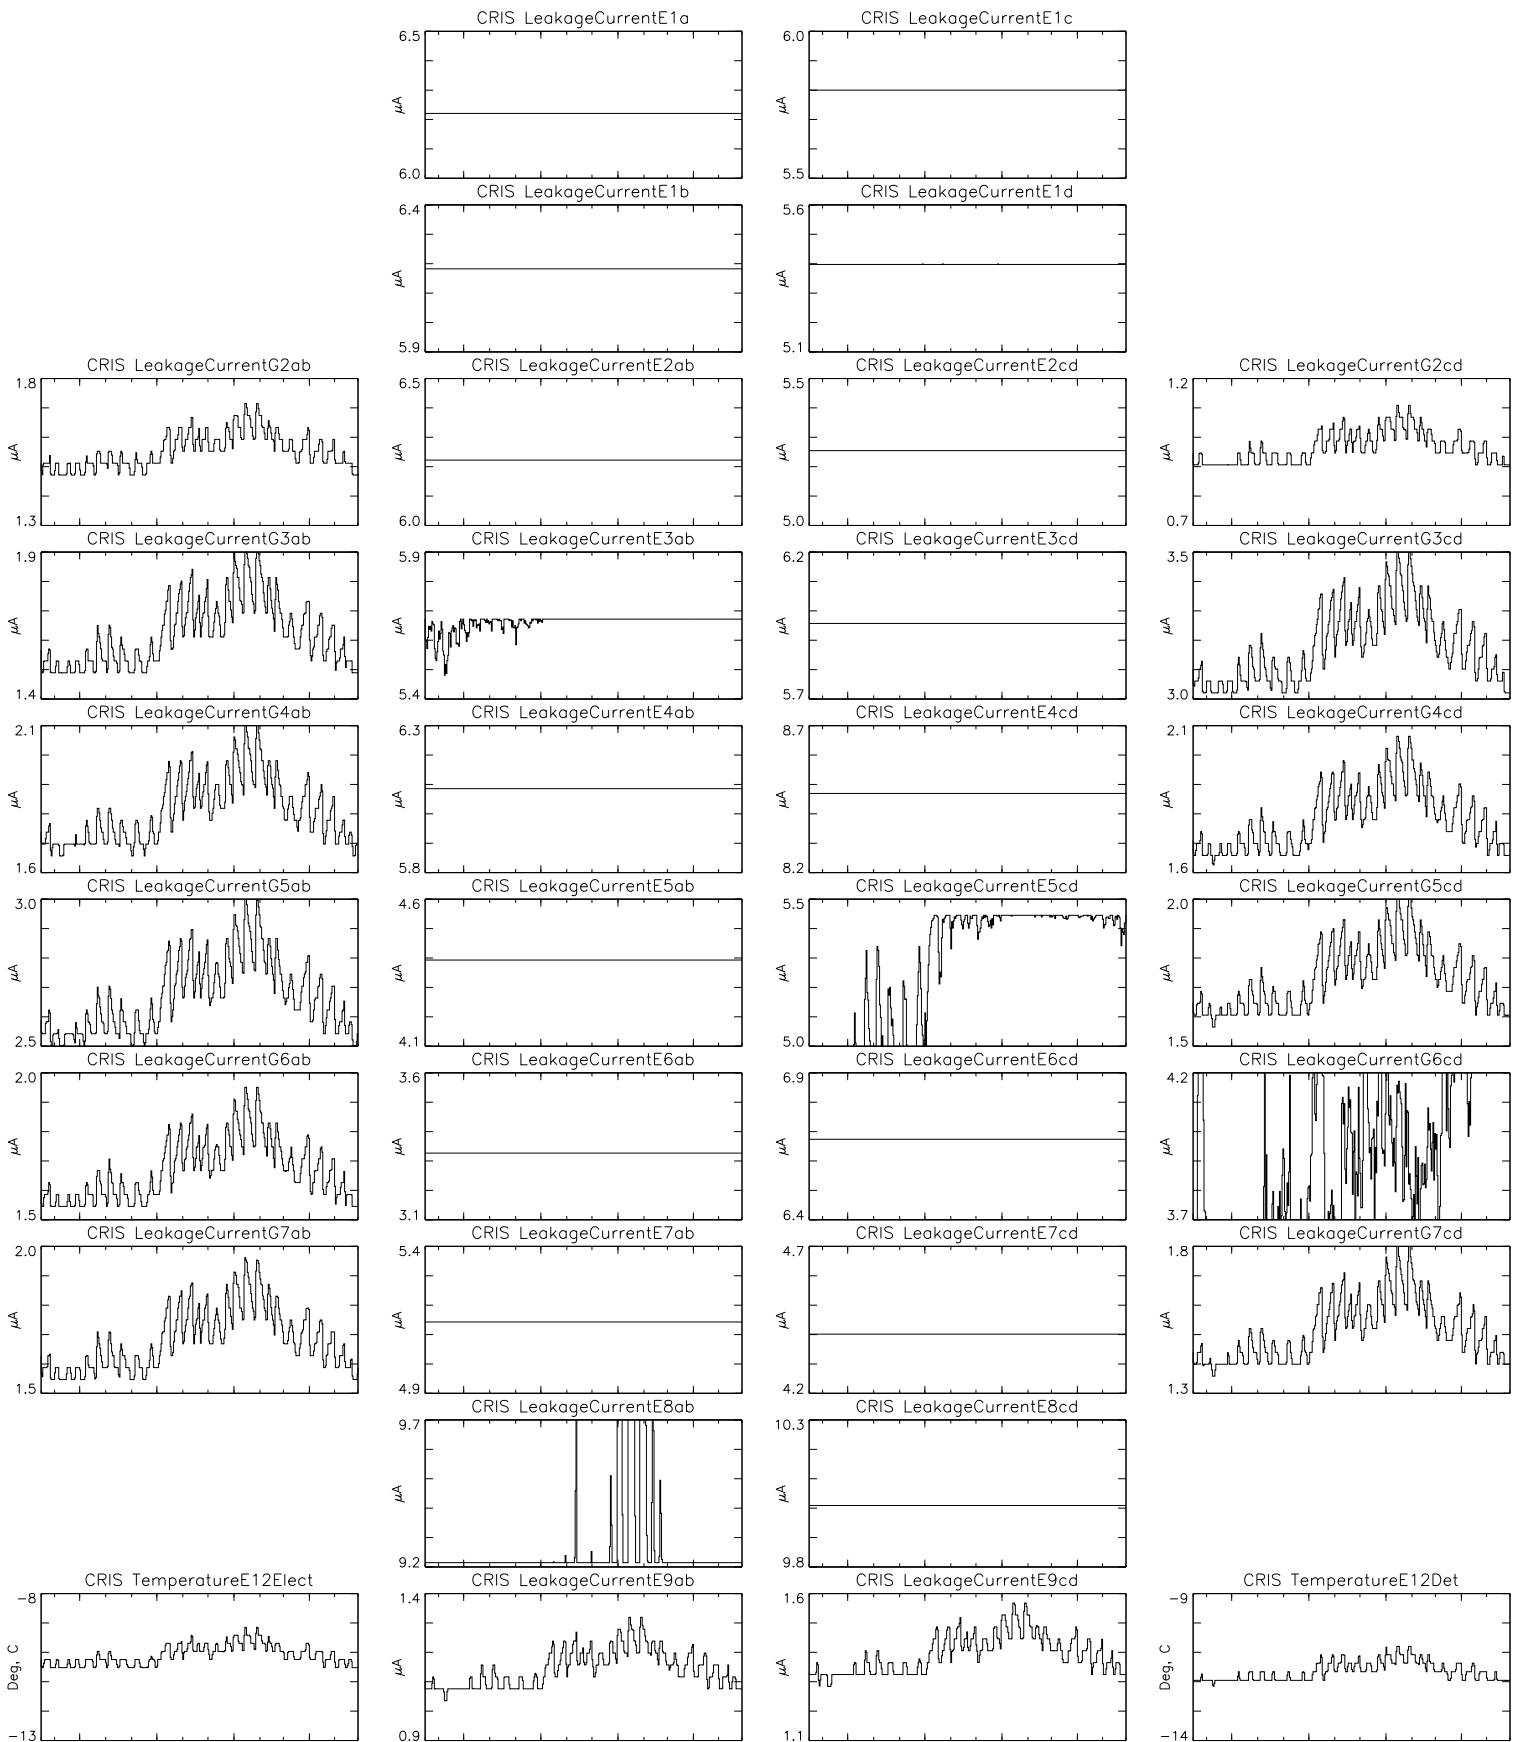 CRIS LeakageCurrentE1a
6.5
μA
6.0
CRIS LeakageCurrentE1c
6.0
μA
5.5
CRIS LeakageCurrentE1b
6.4
μA
5.9
CRIS LeakageCurrentE1d
5.6
μA
5.1
CRIS LeakageCurrentG2ab
1.8
μA
1.3
CRIS LeakageCurrentE2ab
6.5
μA
6.0
CRIS LeakageCurrentE2cd
5.5
μA
5.0
CRIS LeakageCurrentG2cd
1.2
μA
0.7
CRIS LeakageCurrentG3ab
1.9
μA
1.4
CRIS LeakageCurrentE3ab
5.9
μA
5.4
CRIS LeakageCurrentE3cd
6.2
μA
5.7
CRIS LeakageCurrentG3cd
3.5
μA
3.0
CRIS LeakageCurrentG4ab
2.1
μA
1.6
CRIS LeakageCurrentE4ab
6.3
μA
5.8
CRIS LeakageCurrentE4cd
8.7
μA
8.2
CRIS LeakageCurrentG4cd
2.1
μA
1.6
CRIS LeakageCurrentG5ab
3.0
μA
2.5
CRIS LeakageCurrentE5ab
4.6
μA
4.1
CRIS LeakageCurrentE5cd
5.5
μA
5.0
CRIS LeakageCurrentG5cd
2.0
μA
1.5
CRIS LeakageCurrentG6ab
2.0
μA
1.5
CRIS LeakageCurrentE6ab
3.6
μA
3.1
CRIS LeakageCurrentE6cd
6.9
μA
6.4
CRIS LeakageCurrentG6cd
4.2
μA
3.7
CRIS LeakageCurrentG7ab
2.0
μA
1.5
CRIS LeakageCurrentE7ab
5.4
μA
4.9
CRIS LeakageCurrentE7cd
4.7
μA
4.2
CRIS LeakageCurrentG7cd
1.8
μA
1.3
CRIS LeakageCurrentE8ab
9.7
μA
9.2
CRIS LeakageCurrentE8cd
10.3
μA
9.8
CRIS TemperatureE12Elect
-8
Deg, C
-13
CRIS LeakageCurrentE9ab
1.4
μA
0.9
CRIS LeakageCurrentE9cd
1.6
μA
1.1
CRIS TemperatureE12Det
-9
Deg, C
-14